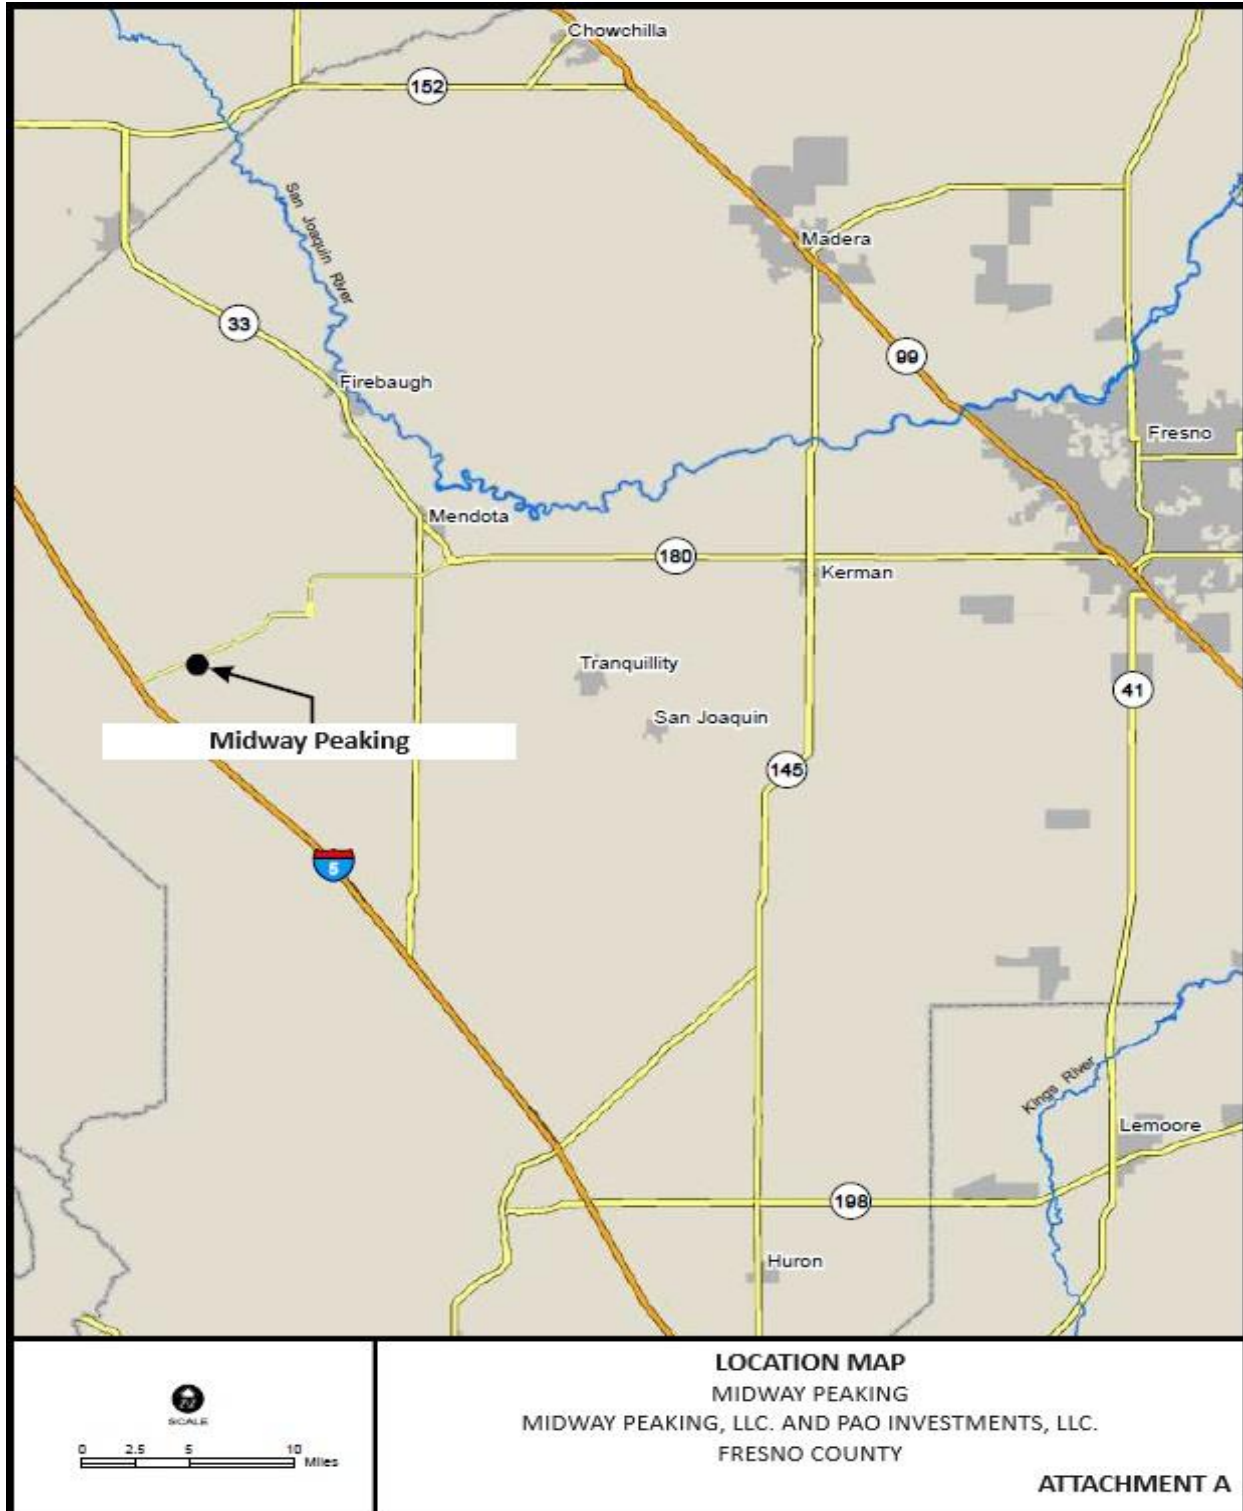 Chowchilla
152
San Joaquin River
Madera
33
99
Firebaugh
Fresno
Mendota
180
Kerman
Tranquillity
41
San Joaquin
Midway Peaking
145
5
Kings River
Lemoore
198
Huron
LOCATION MAP
MIDWAY PEAKING
MIDWAY PEAKING, LLC. AND PAO INVESTMENTS, LLC.
FRESNO COUNTY
ATTACHMENT A
SCALE
0 2.5 5 10
Miles